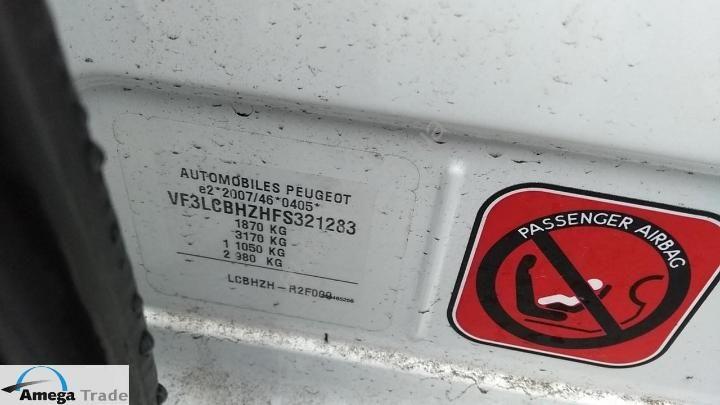 AUTOMOBILES PEUGEOT
e2*2007/46*0405*
VF3LCBHZHFS321283
1870 KG
3170 KG
1 1050 KG
2 980 KG
LCBHZH - R2F000
PASSENGER AIRBAG
Amega Trade